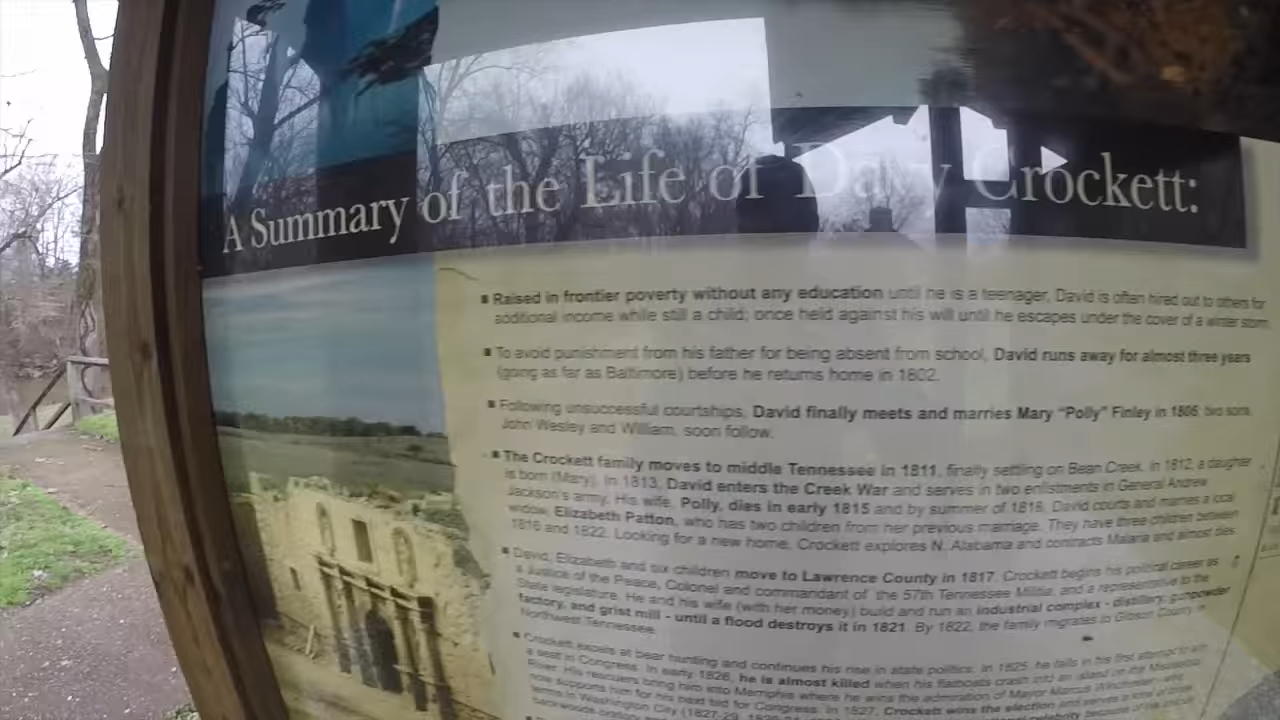 A Summary of the Life of Davy Crockett:
■ Raised in frontier poverty without any education until he is a teenager, David is often hired out to others for
additional income while still a child; once held against his will until he escapes under the cover of a winter storm.
■ To avoid punishment from his father for being absent from school, David runs away for almost three years
(going as far as Baltimore) before he returns home in 1802.
■ Following unsuccessful courtships, David finally meets and marries Mary "Polly" Finley in 1806; two sons,
John Wesley and William, soon follow.
■ The Crockett family moves to middle Tennessee in 1811, finally settling on Bean Creek. In 1812, a daughter
is born (Mary). In 1813, David enters the Creek War and serves in two enlistments in General Andrew
Jackson's army. His wife, Polly, dies in early 1815 and by summer of 1816, David courts and marries a local
widow, Elizabeth Patton, who has two children from her previous marriage. They have three children between
1816 and 1822. Looking for a new home, Crockett explores N. Alabama and contracts Malaria and almost dies.
■ David, Elizabeth and six children move to Lawrence County in 1817. Crockett begins his political career as
a Justice of the Peace, Colonel and commandant of the 57th Tennessee Militia, and a representative to the
State legislature. He and his wife (with her money) build and run an industrial complex - distillery, gunpowder
factory, and grist mill - until a flood destroys it in 1821. By 1822, the family migrates to Gibson County in
Northwest Tennessee.
■ Crockett excels at bear hunting and continues his rise in state politics. In 1825, he fails in his first attempt to win
a seat in Congress. In early 1826, he is almost killed when his flatboats crash into an island on the Mississippi
River. His rescuers bring him into Memphis where he wins the admiration of Mayor Marcus Winchester who
now supports him for his next bid for Congress. In 1827, Crockett wins the election and serves
terms in Washington City (1827-29,